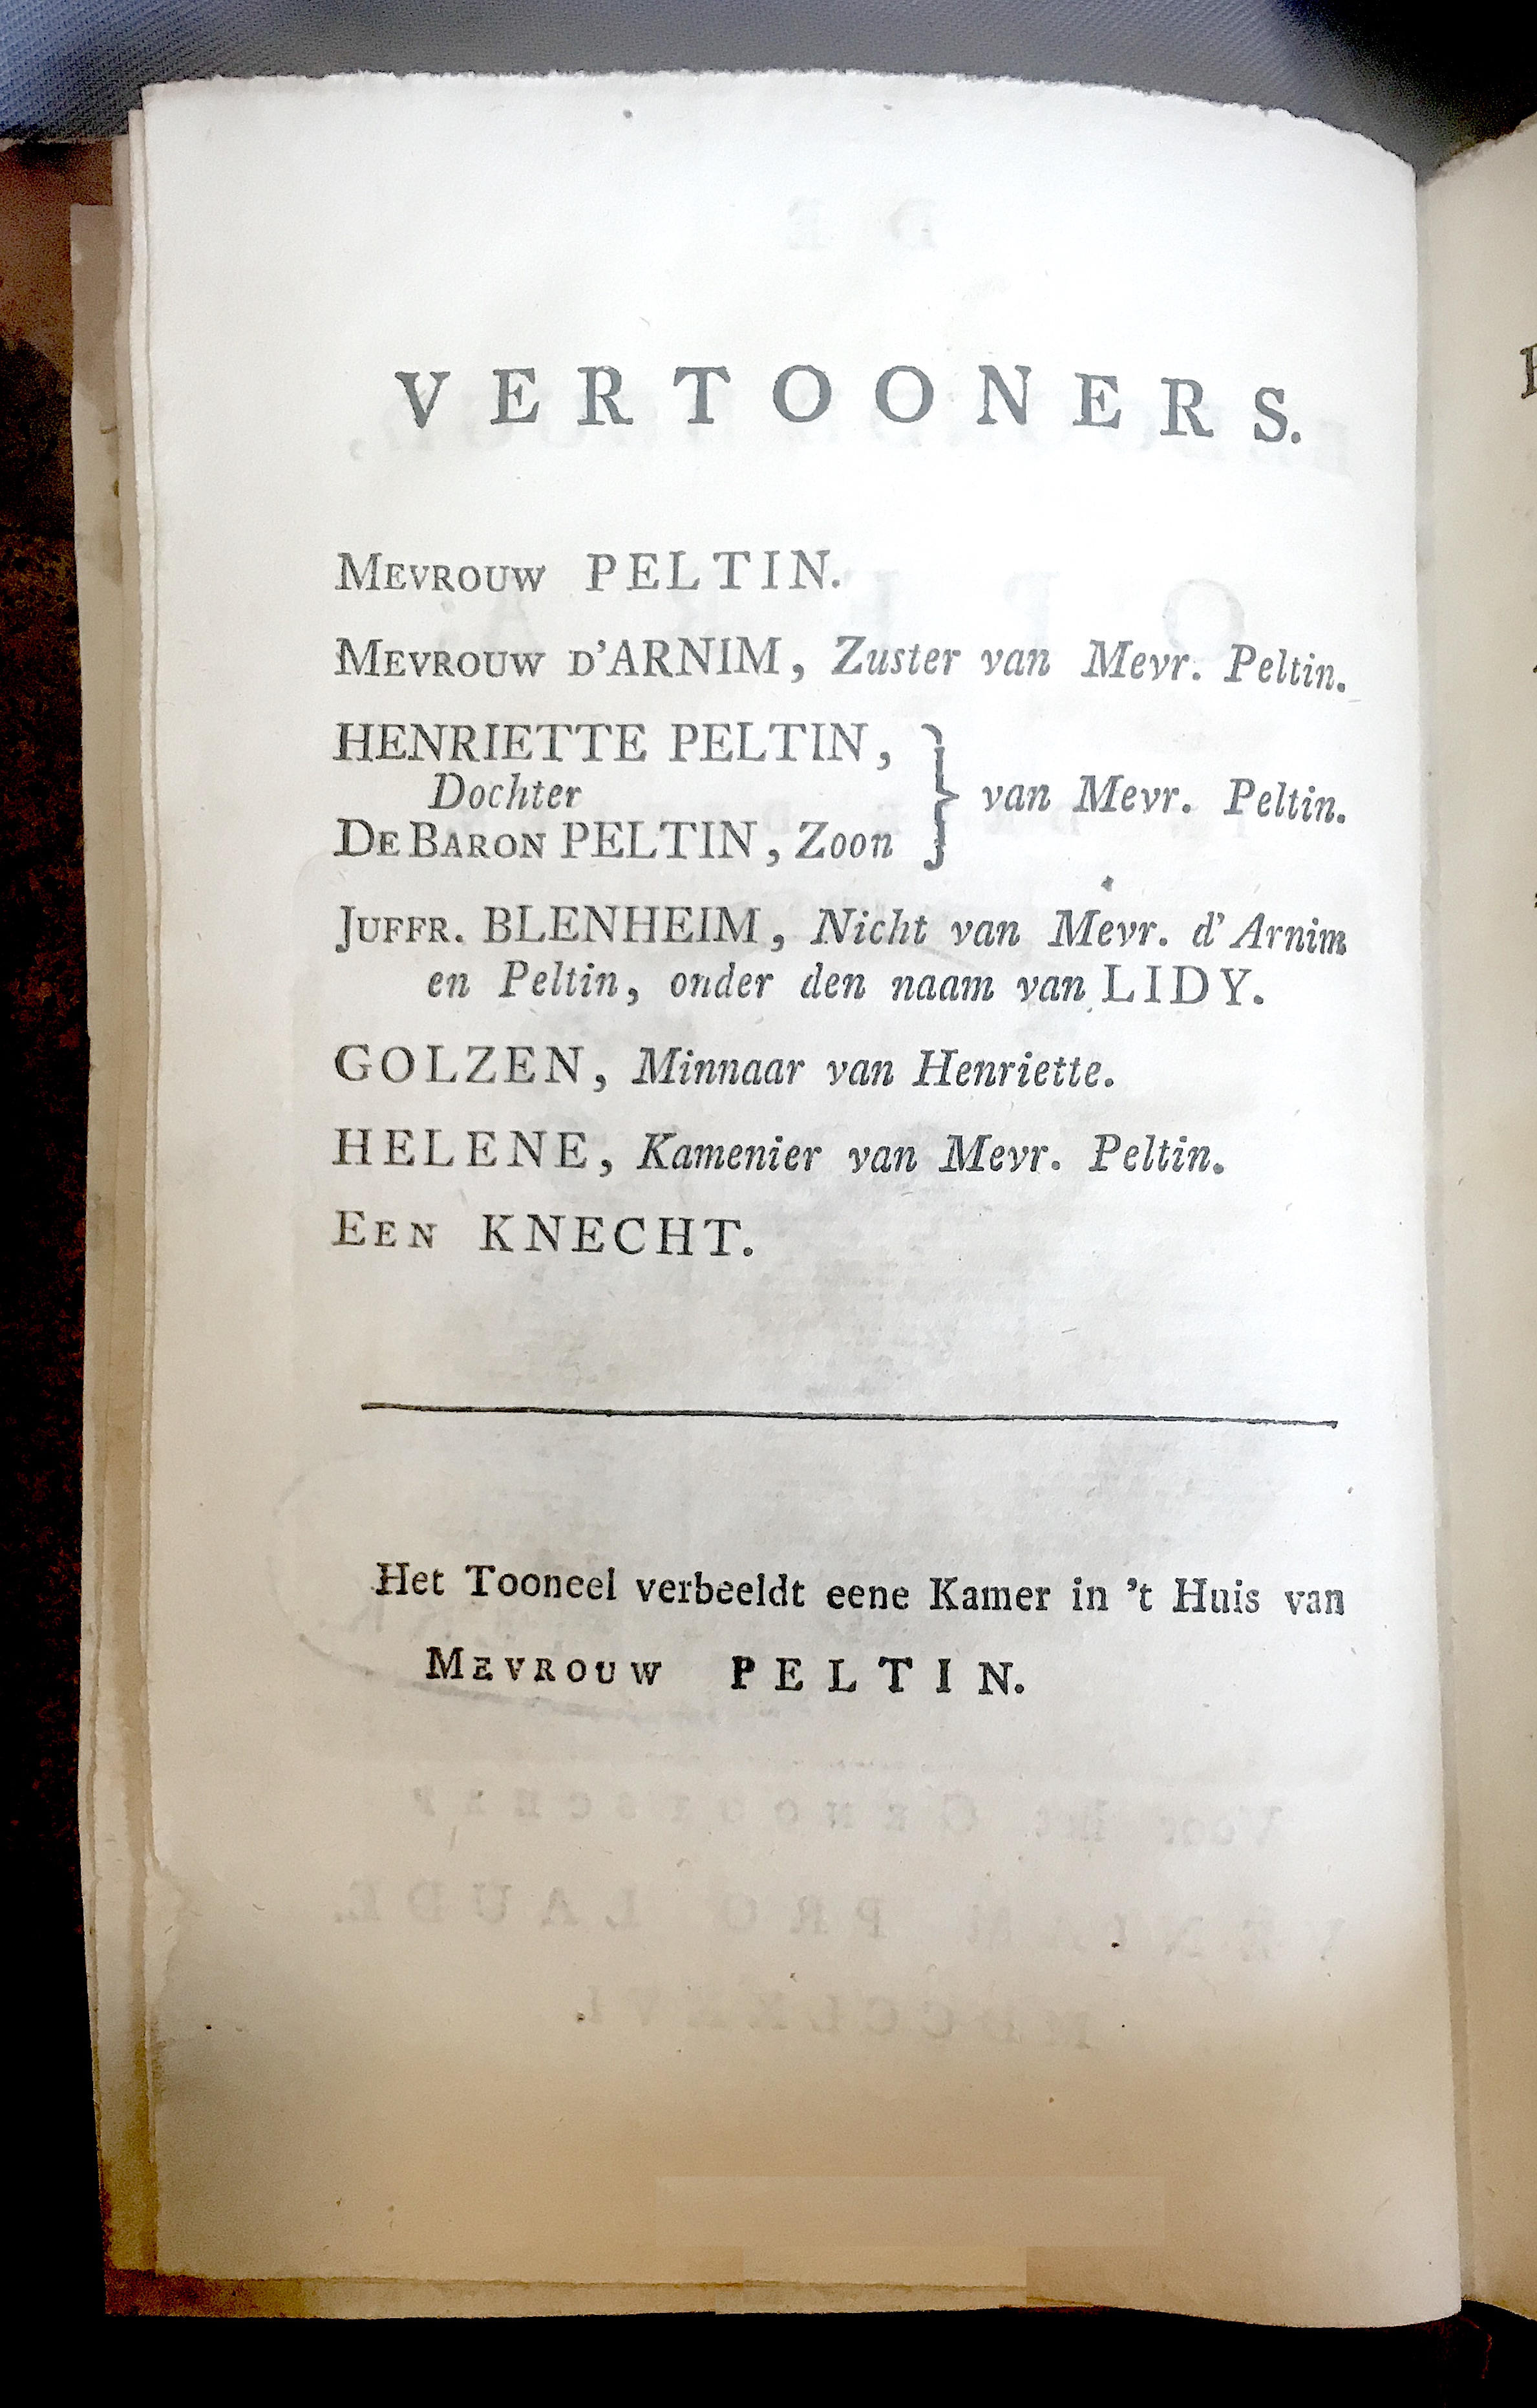 VERTOONERS.
MEVROUW PELTIN.
MEVROUW D'ARNIM, Zuster van Mevr. Peltin.
HENRIETTE PELTIN,
Dochter
DE BARON PELTIN, Zoon } van Mevr. Peltin.
JUFFR. BLENHEIM, Nicht van Mevr. d'Arnim
en Peltin, onder den naam van LIDY.
GOLZEN, Minnaar van Henriette.
HELENE, Kamenier van Mevr. Peltin.
EEN KNECHT.
Het Tooneel verbeeldt eene Kamer in 't Huis van
MEVROUW PELTIN.